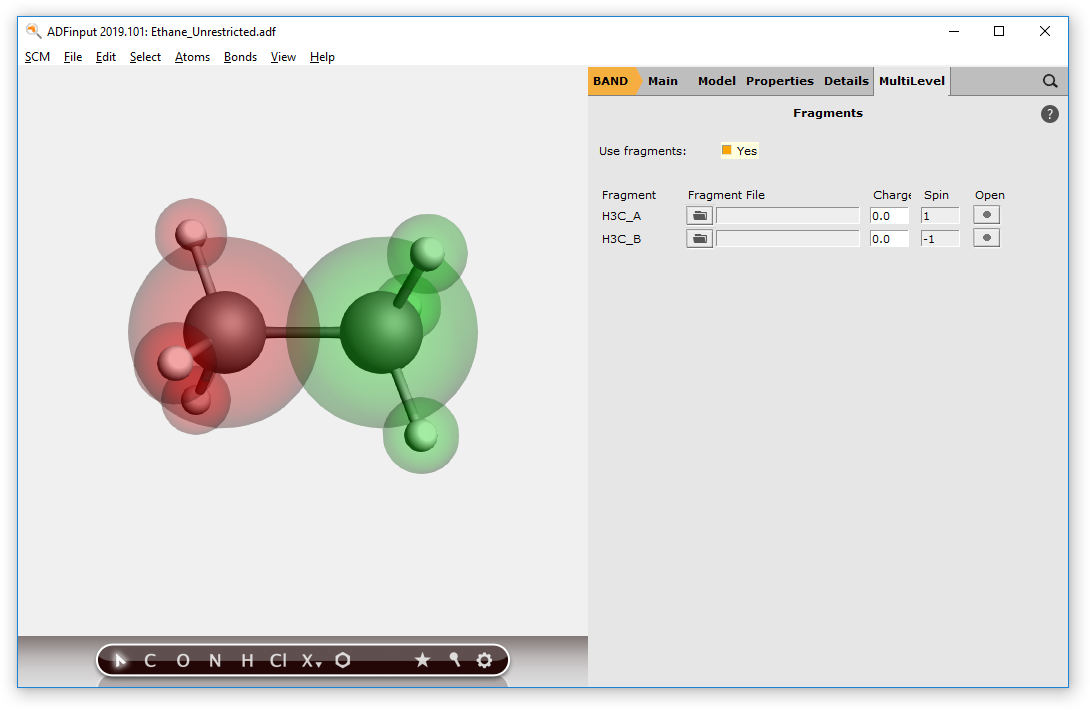 ADFinput 2019.101: Ethane_Unrestricted.adf
SCM File Edit Select Atoms Bonds View Help
BAND Main Model Properties Details MultiLevel
Fragments
?
Use fragments: Yes
Fragment Fragment File Charge Spin Open
H3C_A 0.0 1
H3C_B 0.0 -1
C O N H Cl X